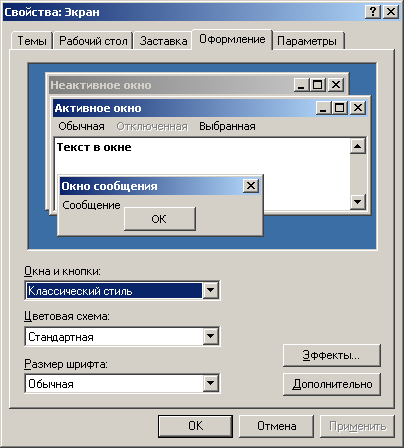 Свойства: Экран
Темы Рабочий стол Заставка Оформление Параметры
Неактивное окно
Активное окно
Обычная Отключенная Выбранная
Текст в окне
Окно сообщения
Сообщение
OK
Окна и кнопки:
Классический стиль
Цветовая схема:
Стандартная
Эффекты...
Размер шрифта:
Обычная
Дополнительно
OK Отмена Применить